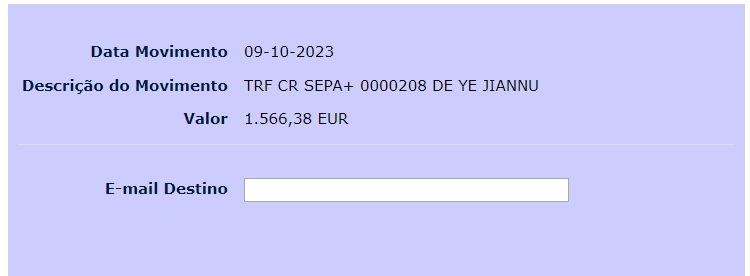 Data Movimento 09-10-2023
Descrição do Movimento TRF CR SEPA+ 0000208 DE YE JIANNU
Valor 1.566,38 EUR
E-mail Destino